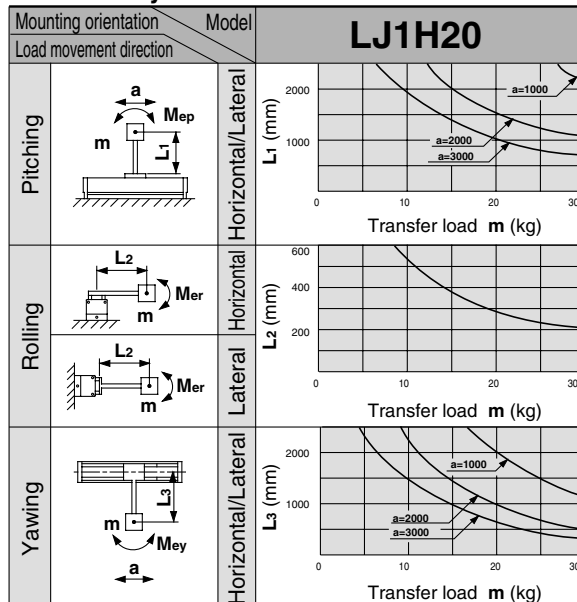 Mounting orientation
Model
Load movement direction
LJ1H20
Pitching
a
Mep
m
L1
Horizontal/Lateral
L1 (mm)
2000
1000
a=1000
a=2000
a=3000
0
10
20
30
Transfer load m (kg)
Rolling
L2
Mer
m
Horizontal
L2
Mer
m
Lateral
L2 (mm)
600
400
200
0
10
20
30
Transfer load m (kg)
Yawing
L3
m
Mey
a
Horizontal/Lateral
L3 (mm)
2000
1000
a=1000
a=2000
a=3000
0
10
20
30
Transfer load m (kg)